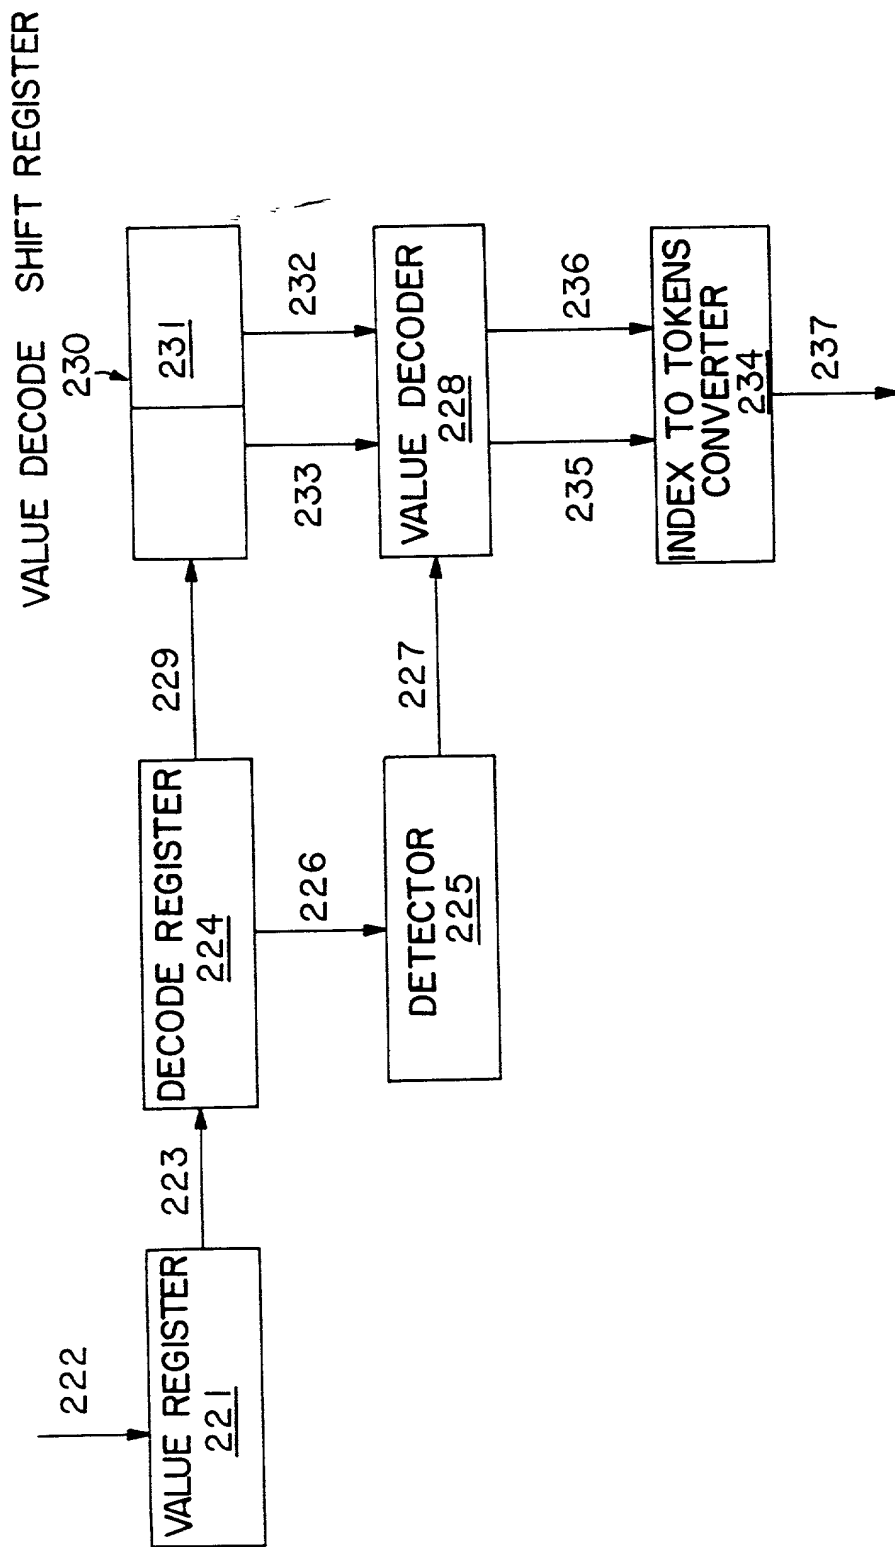 VALUE DECODE SHIFT REGISTER
222
230
VALUE REGISTER
221
223
DECODE REGISTER
224
229
231
226
233
232
DETECTOR
225
227
VALUE DECODER
228
235
236
INDEX TO TOKENS
CONVERTER
234
237